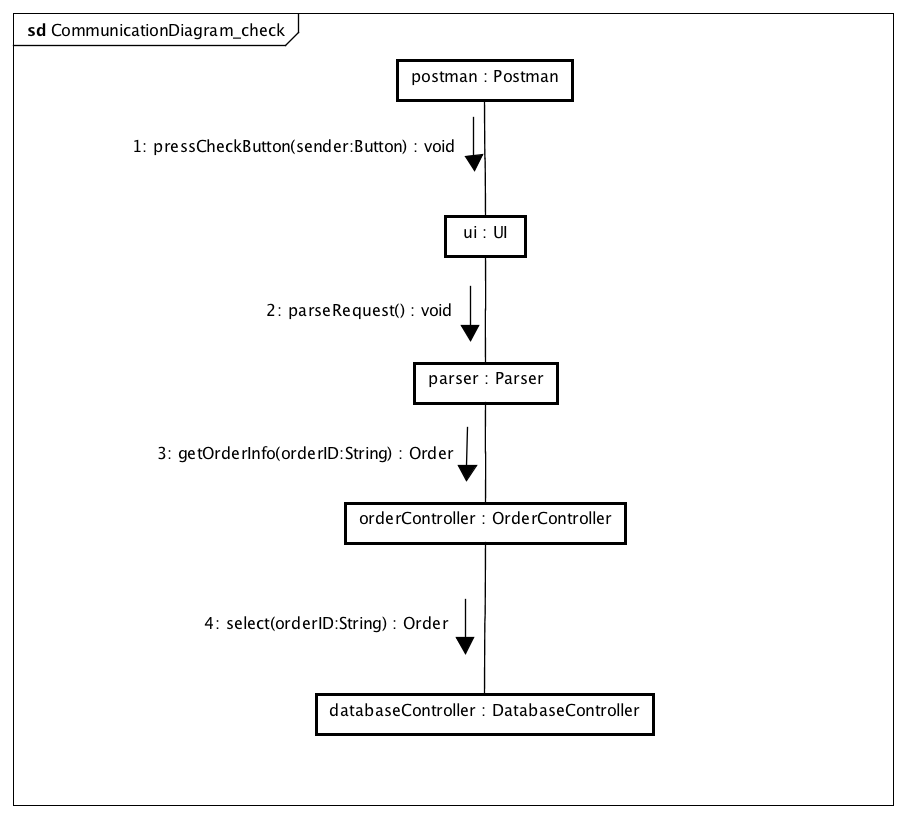 sd CommunicationDiagram_check
postman : Postman
1: pressCheckButton(sender:Button) : void
ui : UI
2: parseRequest() : void
parser : Parser
3: getOrderInfo(orderID:String) : Order
orderController : OrderController
4: select(orderID:String) : Order
databaseController : DatabaseController